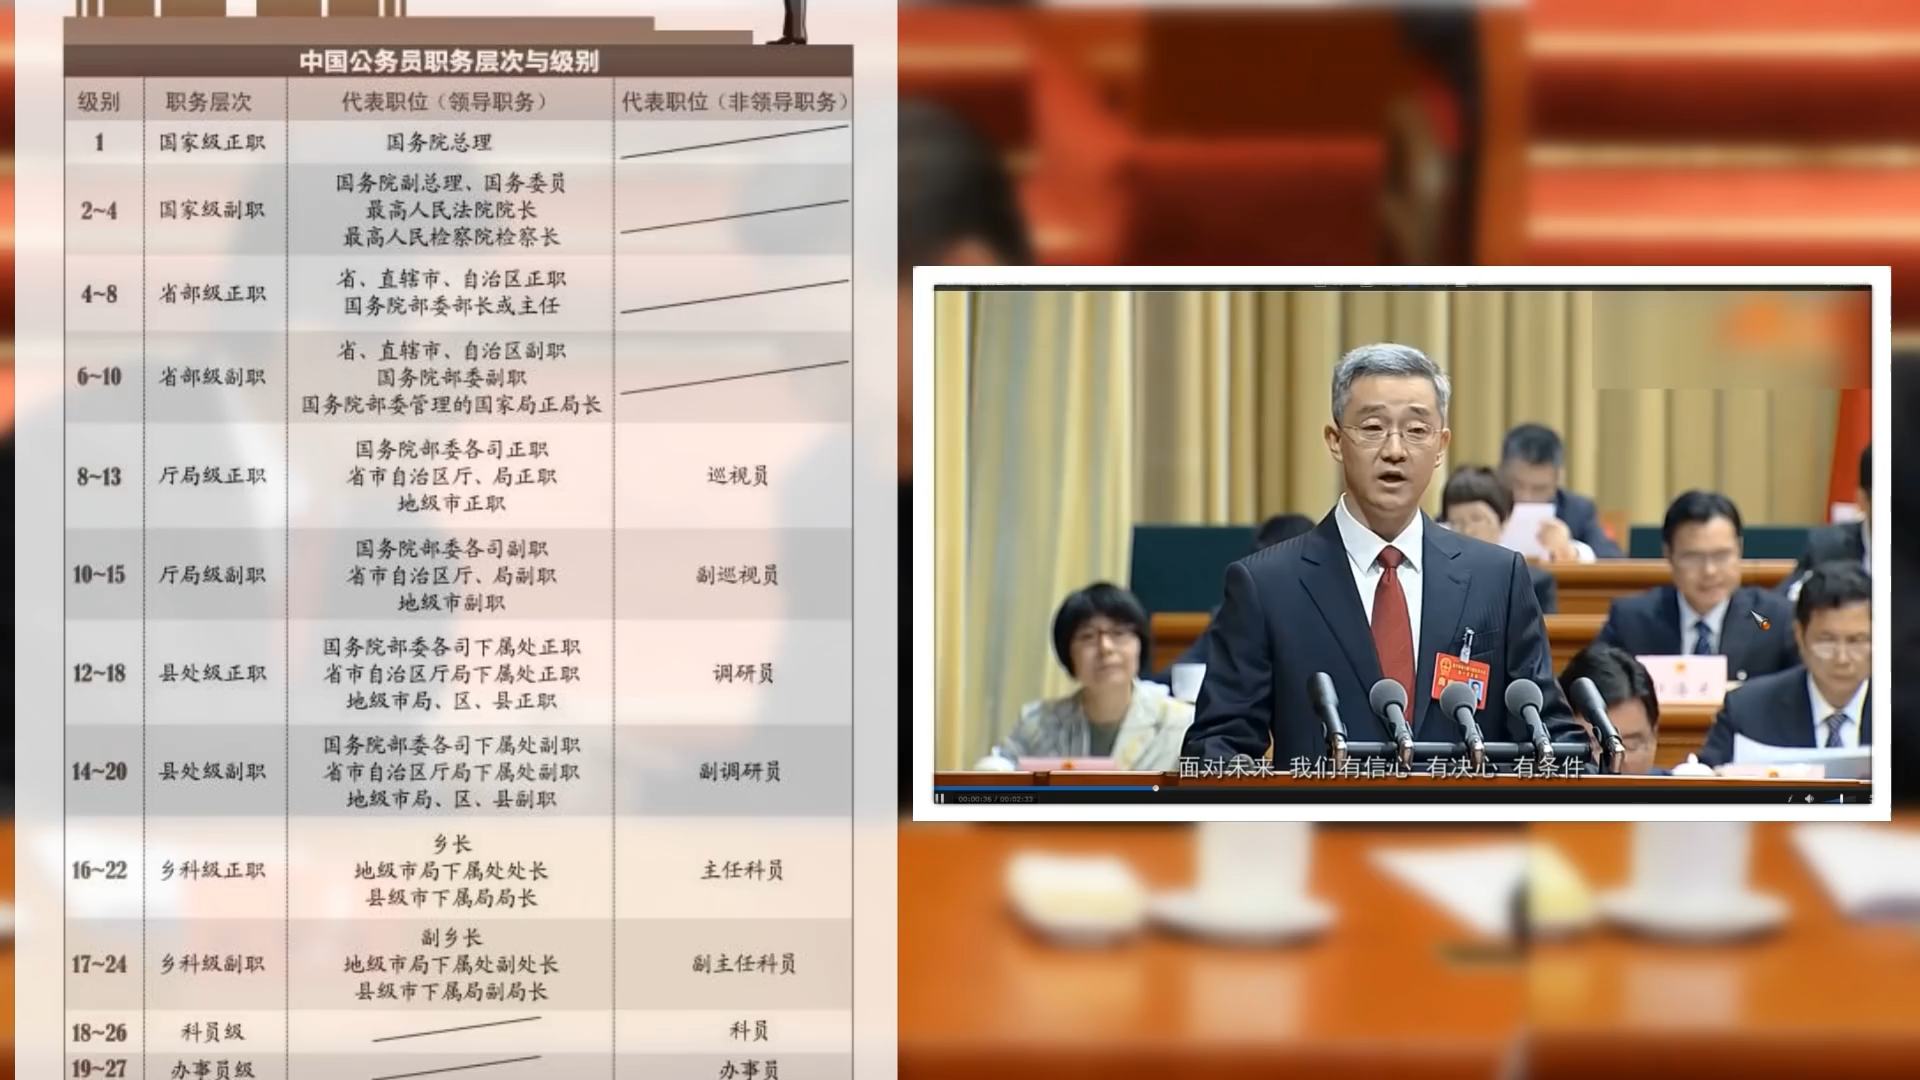 中国公务员职务层次与级别
级别 职务层次 代表职位（领导职务） 代表职位（非领导职务）
1 国家级正职 国务院总理
2~4 国家级副职 国务院副总理、国务委员
最高人民法院院长
最高人民检察院检察长
4~8 省部级正职 省、直辖市、自治区正职
国务院部委部长或主任
6~10 省部级副职 省、直辖市、自治区副职
国务院部委副职
国务院部委管理的国家局正局长
8~13 厅局级正职 国务院部委各司正职
省市自治区厅、局正职
地级市正职
巡视员
10~15 厅局级副职 国务院部委各司副职
省市自治区厅、局副职
地级市副职
副巡视员
12~18 县处级正职 国务院部委各司下属处正职
省市自治区厅局下属处正职
地级市局、区、县正职
调研员
14~20 县处级副职 国务院部委各司下属处副职
省市自治区厅局下属处副职
地级市局、区、县副职
副调研员
16~22 乡科级正职 乡长
地级市局下属处处长
县级市下属局局长
主任科员
17~24 乡科级副职 副乡长
地级市局下属处副处长
县级市下属局副局长
副主任科员
18~26 科员级 科员
19~27 办事员级 办事员
面对未来 我们有信心 有决心 有条件
00:00:36 / 00:02:33